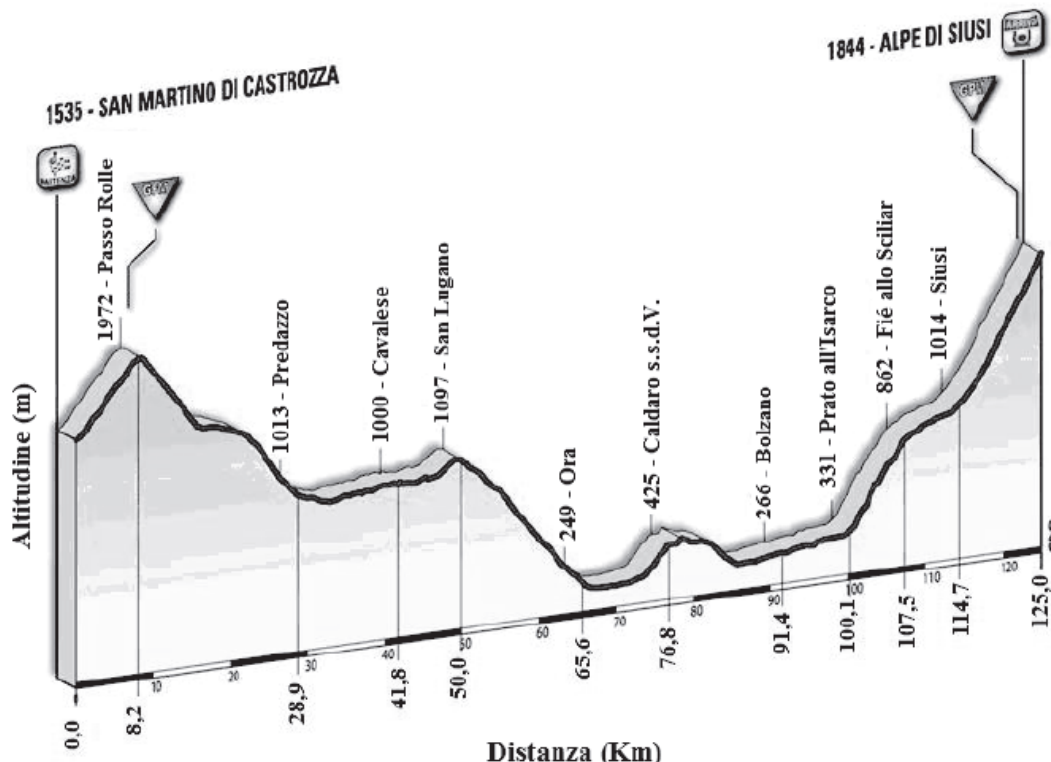 1535 - SAN MARTINO DI CASTROZZA
1844 - ALPE DI SIUSI
PARTENZA
ARRIVO
GPM
GPM
1972 - Passo Rolle
1013 - Predazzo
1000 - Cavalese
1097 - San Lugano
249 - Ora
425 - Caldaro s.s.d.V.
266 - Bolzano
331 - Prato all'Isarco
862 - Fié allo Sciliar
1014 - Siusi
Altitudine (m)
10
20
30
40
50
60
70
80
90
100
110
120
0,0
8,2
28,9
41,8
50,0
65,6
76,8
91,4
100,1
107,5
114,7
125,0
Distanza (Km)